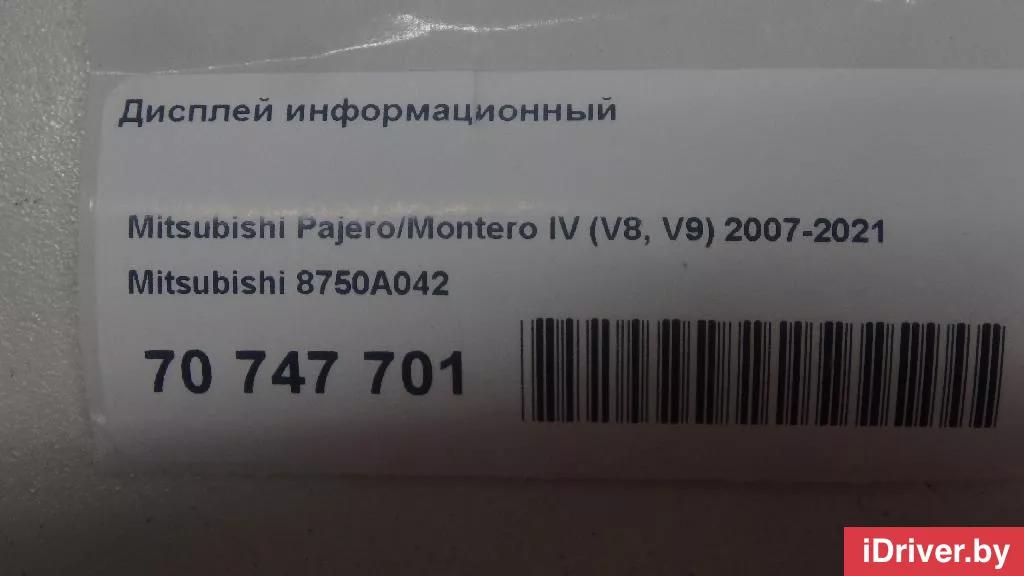 Дисплей информационный
Mitsubishi Pajero/Montero IV (V8, V9) 2007-2021
Mitsubishi 8750A042
70 747 701
iDriver.by